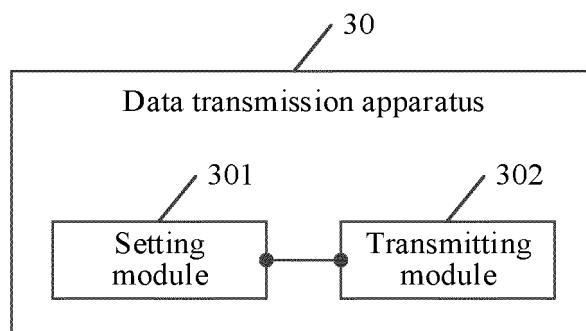 30
Data transmission apparatus
301
302
Setting
module
Transmitting
module